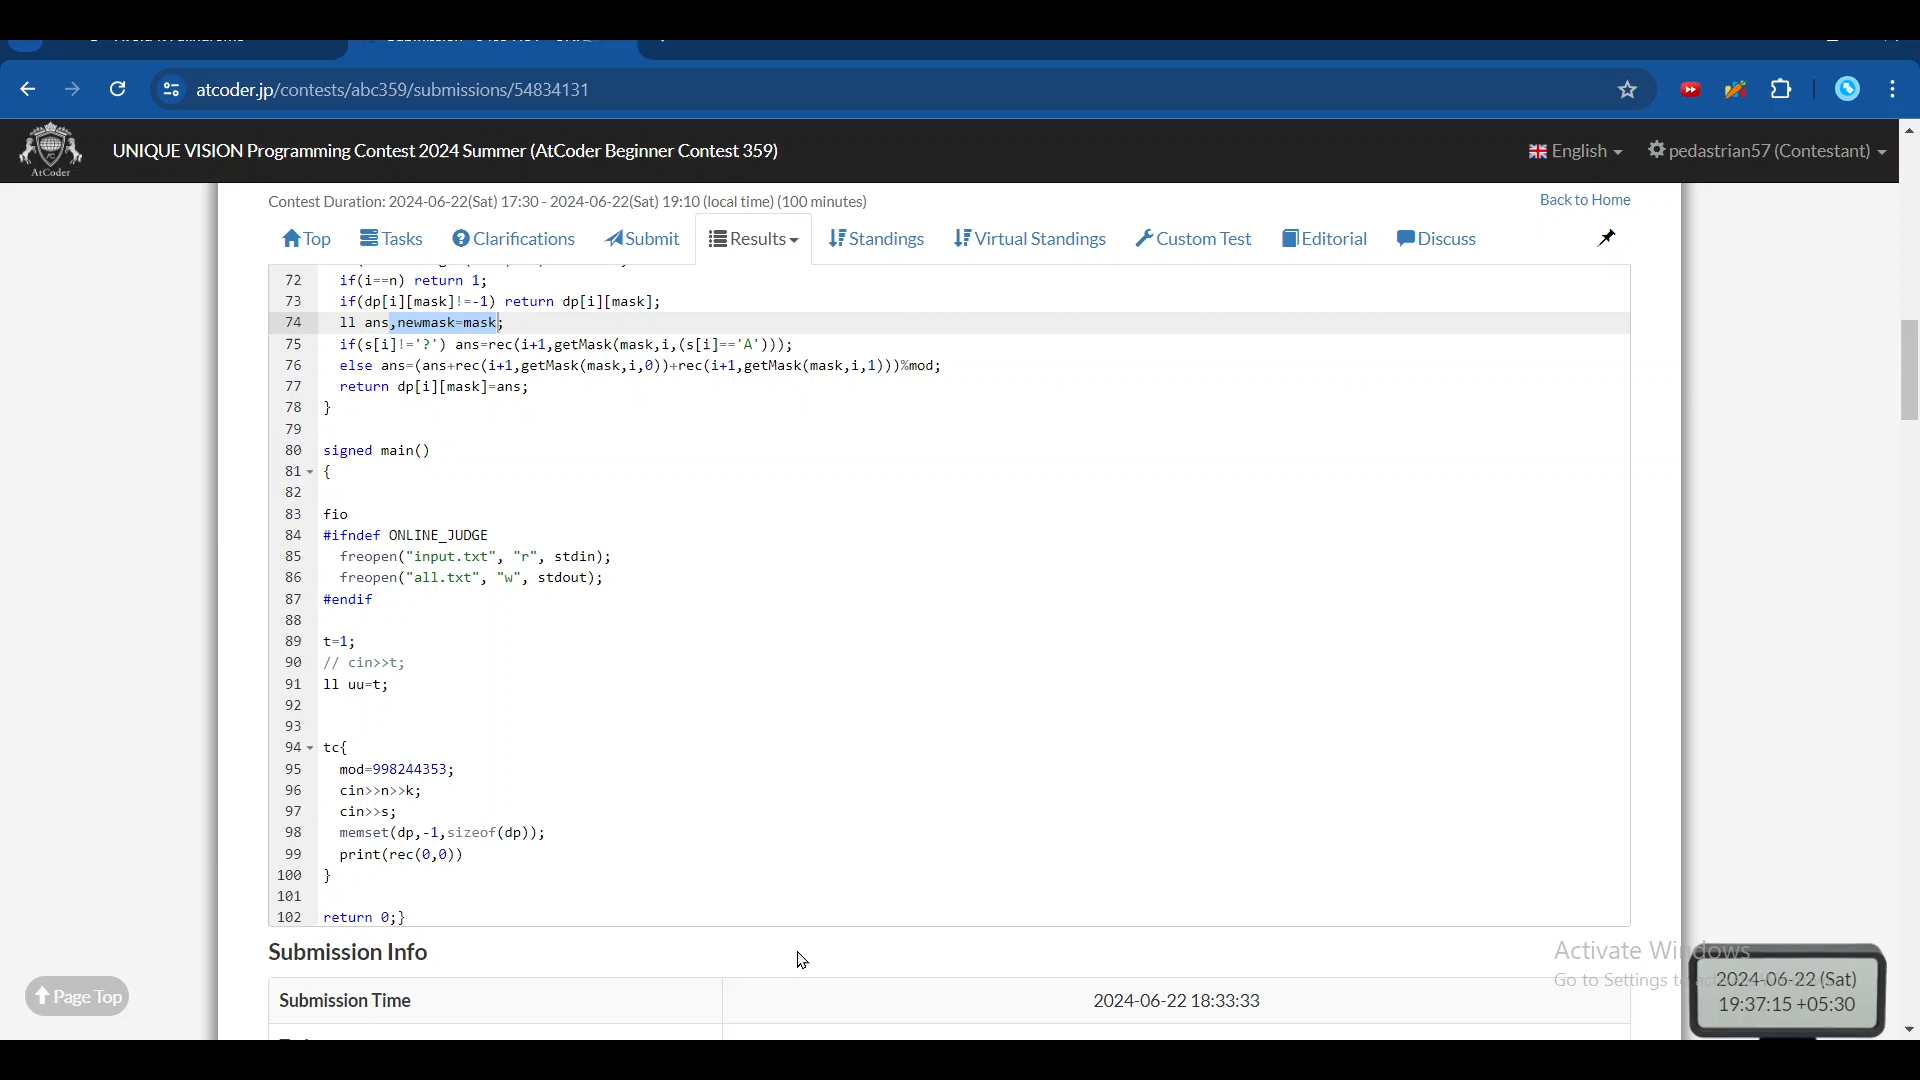 atcoder.jp/contests/abc359/submissions/54834131
AtCoder
UNIQUE VISION Programming Contest 2024 Summer (AtCoder Beginner Contest 359)
English
pedastrian57 (Contestant)
Contest Duration: 2024-06-22(Sat) 17:30 - 2024-06-22(Sat) 19:10 (local time) (100 minutes)
Back to Home
Top Tasks Clarifications Submit Results Standings Virtual Standings Custom Test Editorial Discuss
72 if(i==n) return 1;
73 if(dp[i][mask]!=-1) return dp[i][mask];
74 ll ans,newmask=mask;
75 if(s[i]!='?') ans=rec(i+1,getMask(mask,i,(s[i]=='A')));
76 else ans=(ans+rec(i+1,getMask(mask,i,0))+rec(i+1,getMask(mask,i,1)))%mod;
77 return dp[i][mask]=ans;
78 }
79
80 signed main()
81 {
82
83 fio
84 #ifndef ONLINE_JUDGE
85 freopen("input.txt", "r", stdin);
86 freopen("all.txt", "w", stdout);
87 #endif
88
89 t=1;
90 // cin>>t;
91 ll uu=t;
92
93
94 tc{
95 mod=998244353;
96 cin>>n>>k;
97 cin>>s;
98 memset(dp,-1,sizeof(dp));
99 print(rec(0,0))
100 }
101
102 return 0;}
Submission Info
Submission Time 2024-06-22 18:33:33
Page Top
Activate Windows
Go to Settings to
2024-06-22 (Sat)
19:37:15 +05:30